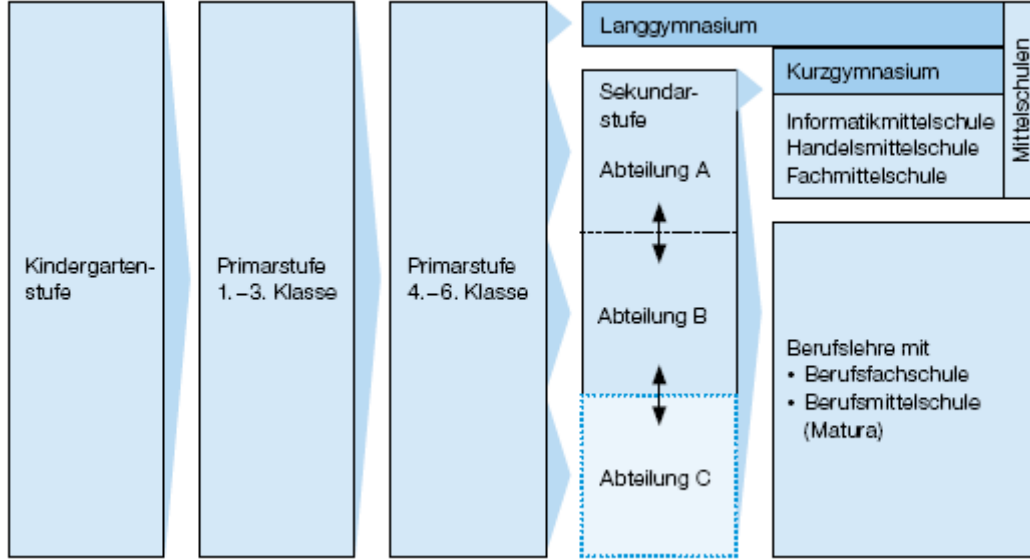 Kindergarten-
stufe
Primarstufe
1.–3. Klasse
Primarstufe
4.–6. Klasse
Langgymnasium
Sekundar-
stufe
Abteilung A
Abteilung B
Abteilung C
Kurzgymnasium
Informatikmittelschule
Handelsmittelschule
Fachmittelschule
Mittelschulen
Berufslehre mit
• Berufsfachschule
• Berufsmittelschule
(Matura)